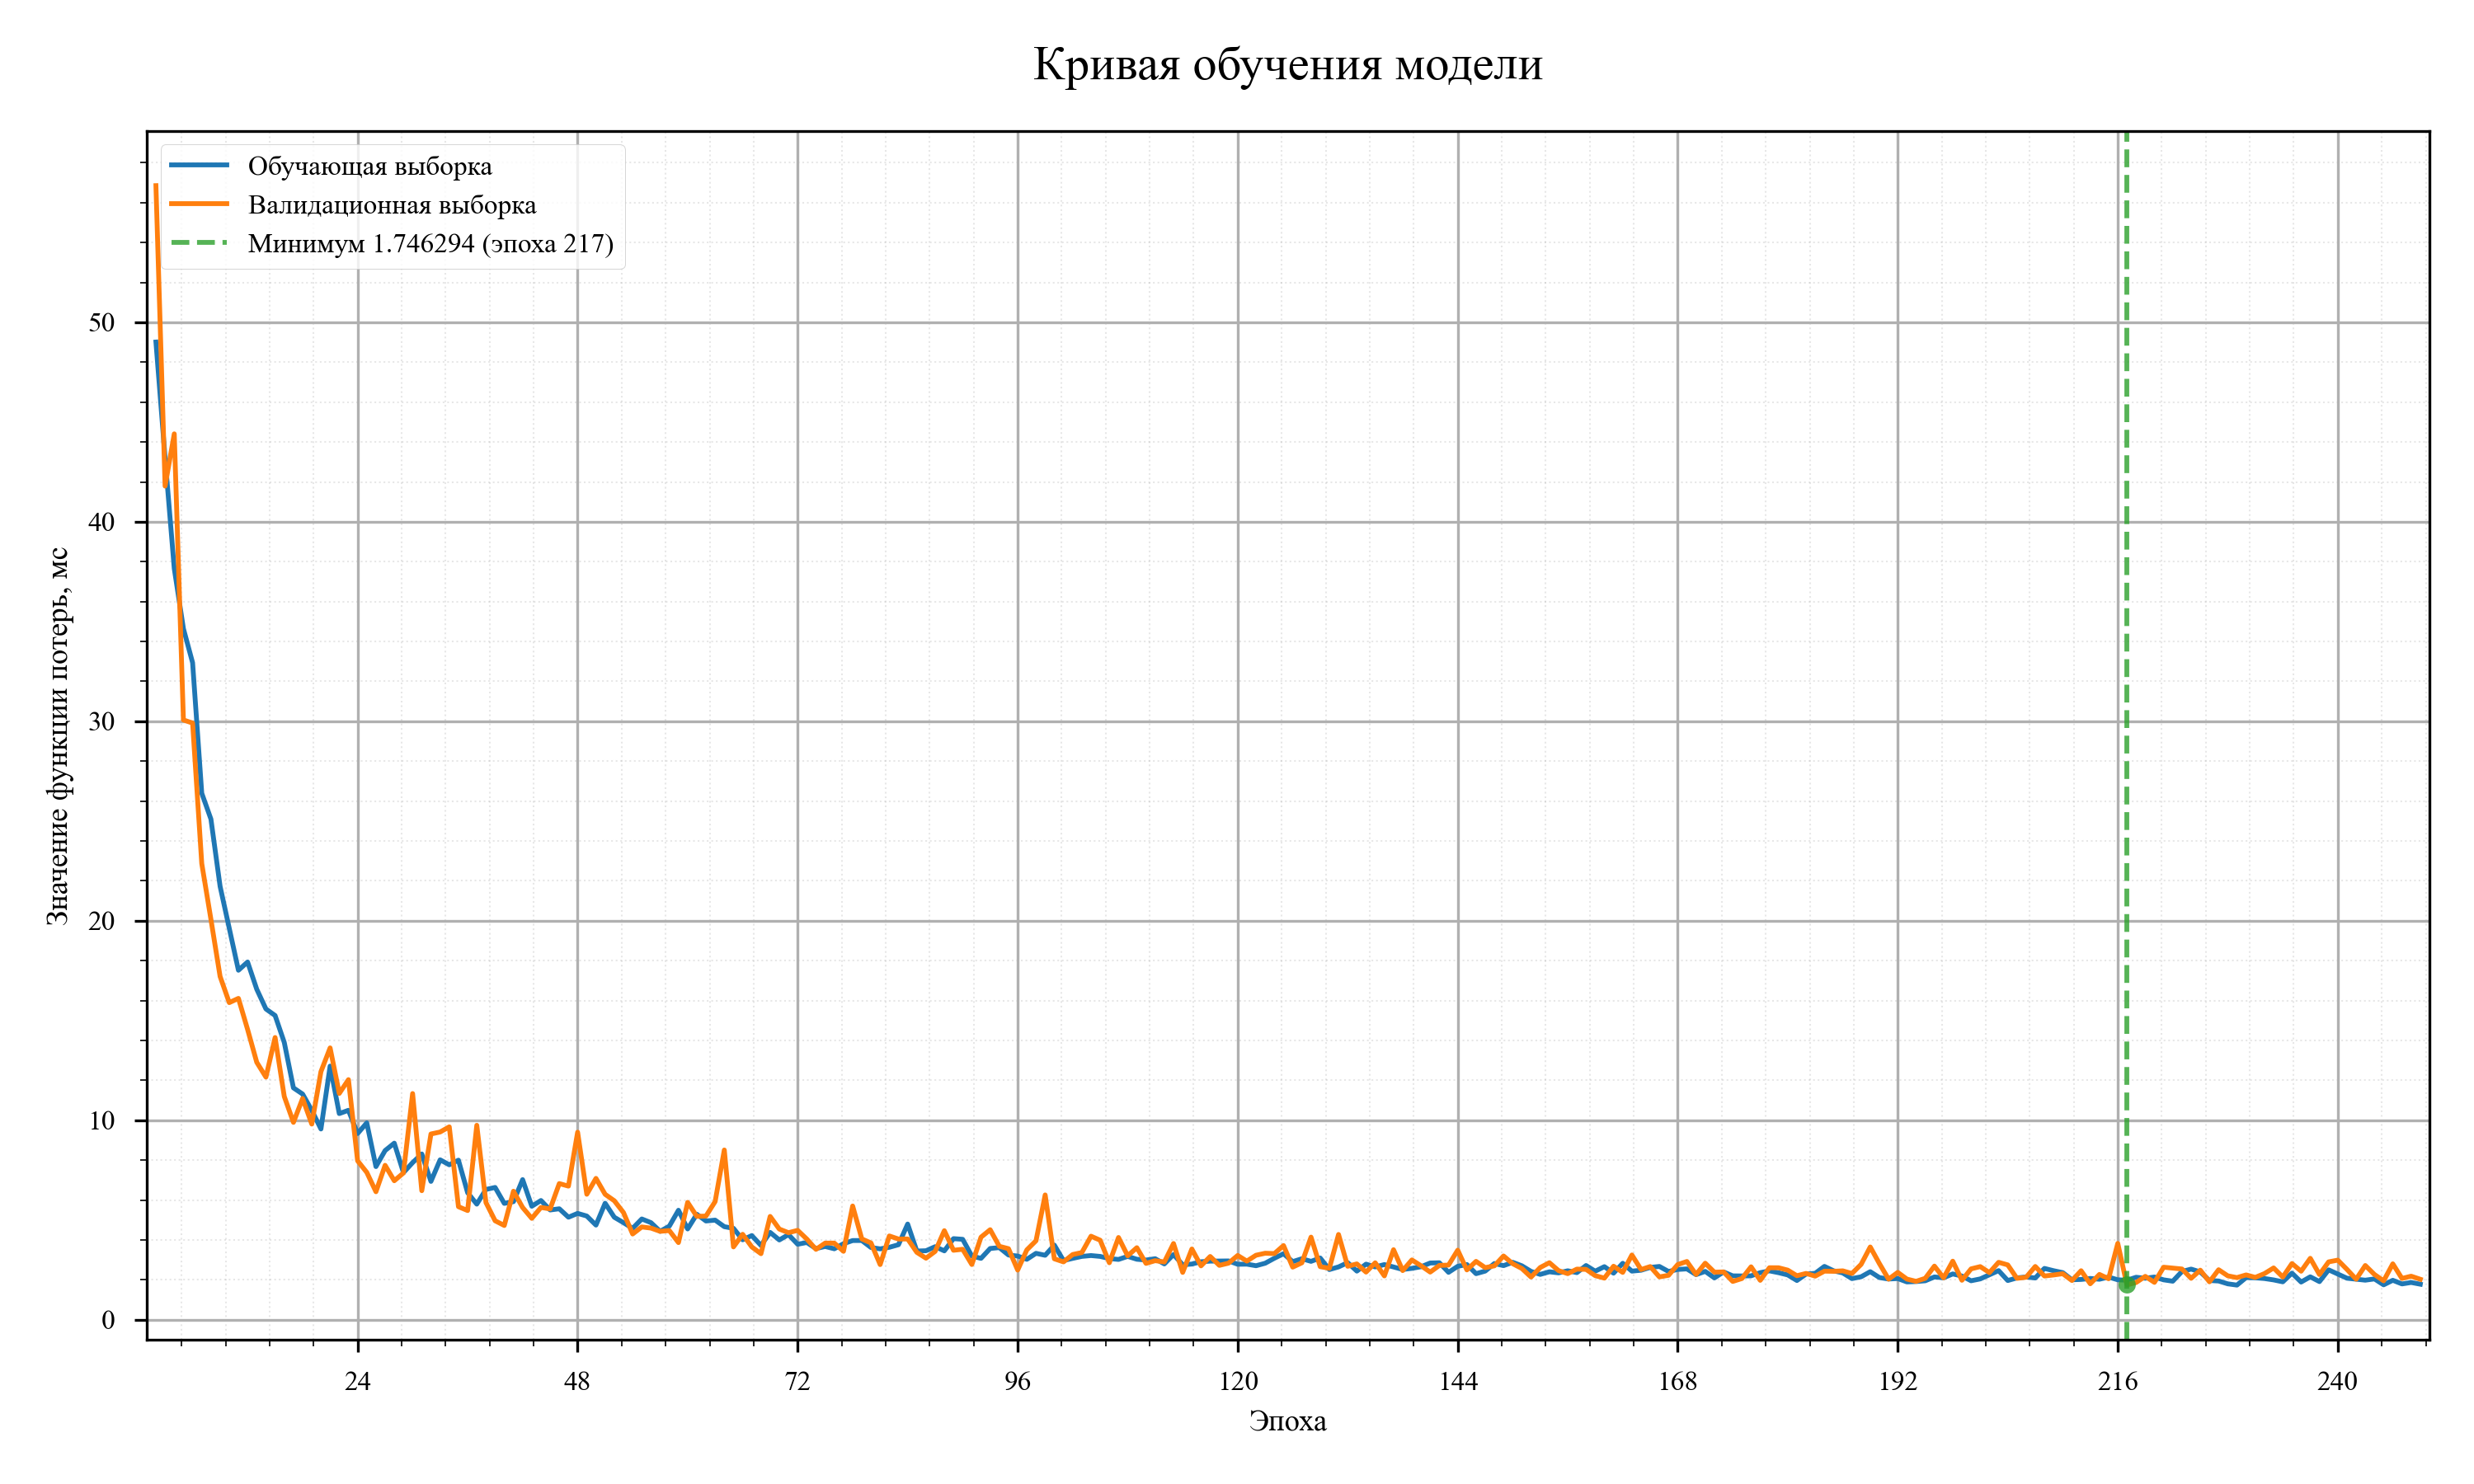 Кривая обучения модели
Обучающая выборка
Валидационная выборка
Минимум 1.746294 (эпоха 217)
Значение функции потерь, мс
50
40
30
20
10
0
24 48 72 96 120 144 168 192 216 240
Эпоха